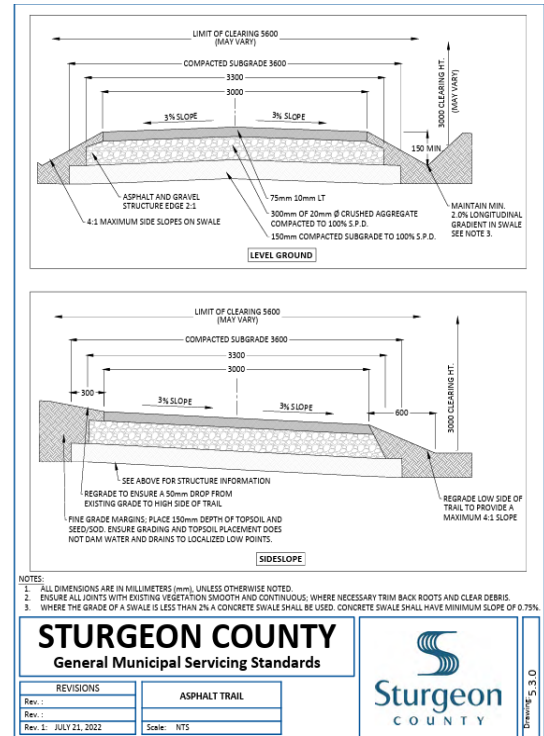 LIMIT OF CLEARING 5600
(MAY VARY)
COMPACTED SUBGRADE 3600
3300
3000
3% SLOPE
3% SLOPE
3000 CLEARING HT.
(MAY VARY)
150 MIN.
ASPHALT AND GRAVEL
STRUCTURE EDGE 2:1
4:1 MAXIMUM SIDE SLOPES ON SWALE
75mm 10mm LT
300mm OF 20mm Ø CRUSHED AGGREGATE
COMPACTED TO 100% S.P.D.
150mm COMPACTED SUBGRADE TO 100% S.P.D.
MAINTAIN MIN.
2.0% LONGITUDINAL
GRADIENT IN SWALE
SEE NOTE 3.
LEVEL GROUND
LIMIT OF CLEARING 5600
(MAY VARY)
COMPACTED SUBGRADE 3600
3300
3000
300
3% SLOPE
3% SLOPE
600
3000 CLEARING HT.
SEE ABOVE FOR STRUCTURE INFORMATION
REGRADE TO ENSURE A 50mm DROP FROM
EXISTING GRADE TO HIGH SIDE OF TRAIL
FINE GRADE MARGINS; PLACE 150mm DEPTH OF TOPSOIL AND
SEED/SOD. ENSURE GRADING AND TOPSOIL PLACEMENT DOES
NOT DAM WATER AND DRAINS TO LOCALIZED LOW POINTS.
REGRADE LOW SIDE OF
TRAIL TO PROVIDE A
MAXIMUM 4:1 SLOPE
SIDESLOPE
NOTES:
1. ALL DIMENSIONS ARE IN MILLIMETERS (mm), UNLESS OTHERWISE NOTED.
2. ENSURE ALL JOINTS WITH EXISTING VEGETATION SMOOTH AND CONTINUOUS; WHERE NECESSARY TRIM BACK ROOTS AND CLEAR DEBRIS.
3. WHERE THE GRADE OF A SWALE IS LESS THAN 2% A CONCRETE SWALE SHALL BE USED. CONCRETE SWALE SHALL HAVE MINIMUM SLOPE OF 0.75%.
STURGEON COUNTY
General Municipal Servicing Standards
REVISIONS
Rev. :
Rev. :
Rev. 1: JULY 21, 2022
ASPHALT TRAIL
Scale: NTS
Sturgeon
COUNTY
Drawing 5.3.0